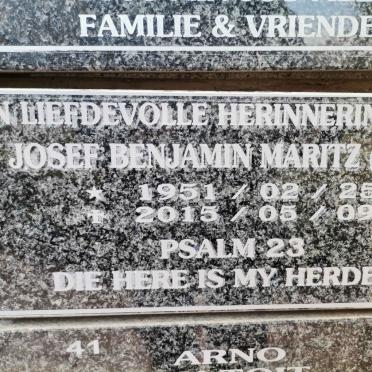 FAMILIE & VRIENDE
N LIEFDEVOLLE HERINNERIN
JOSEF BENJAMIN MARITZ
★ 1951 / 02 / 25
✝ 2015 / 05 / 09
PSALM 23
DIE HERE IS MY HERDE
41
ARNO